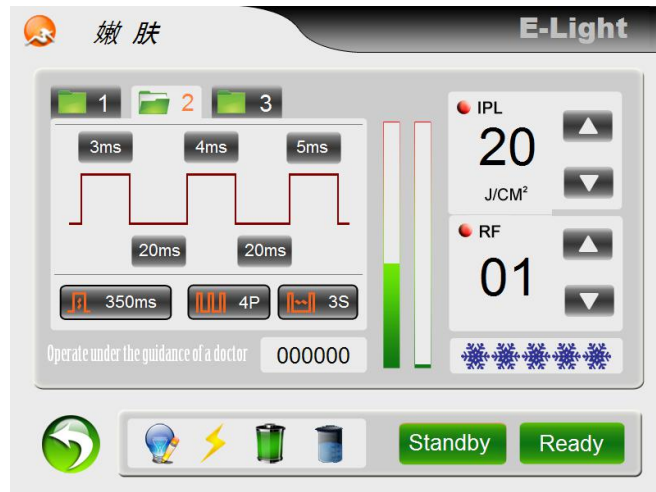 嫩 肤
E-Light
1
2
3
3ms
4ms
5ms
20ms
20ms
350ms
4P
3S
Operate under the guidance of a doctor
000000
IPL
20
J/CM²
RF
01
Standby
Ready